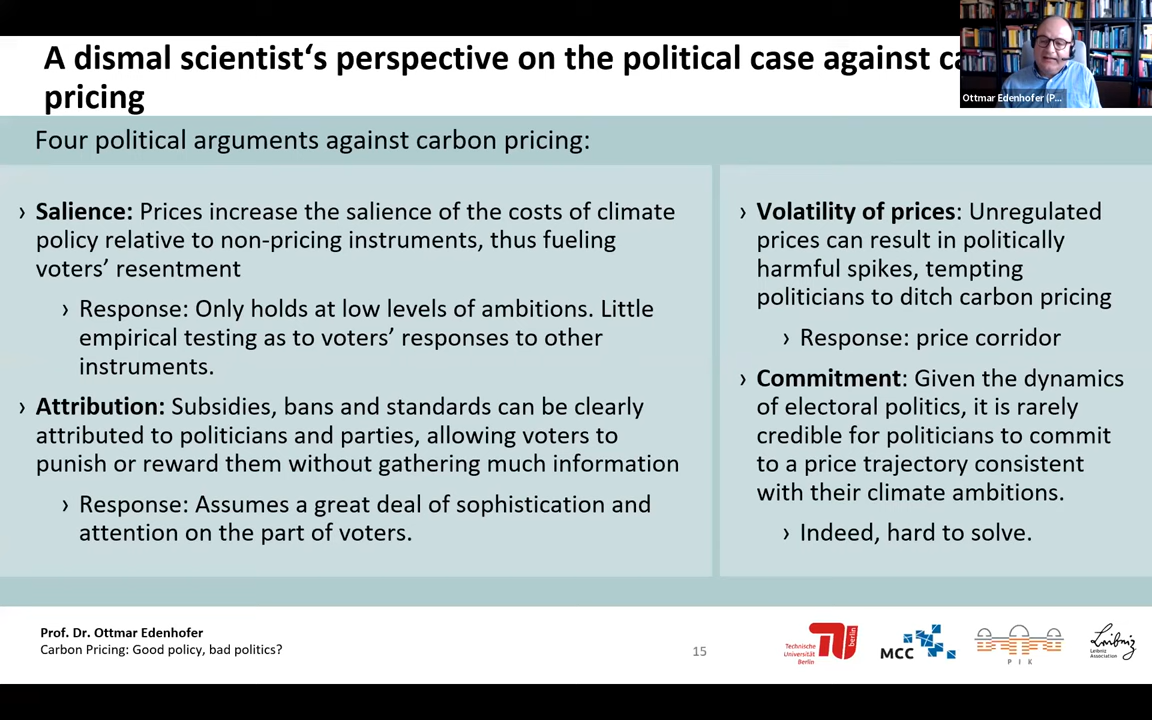 A dismal scientist‘s perspective on the political case against ca
pricing
Ottmar Edenhofer (P...
Four political arguments against carbon pricing:
› Salience: Prices increase the salience of the costs of climate
policy relative to non-pricing instruments, thus fueling
voters’ resentment
› Response: Only holds at low levels of ambitions. Little
empirical testing as to voters’ responses to other
instruments.
› Attribution: Subsidies, bans and standards can be clearly
attributed to politicians and parties, allowing voters to
punish or reward them without gathering much information
› Response: Assumes a great deal of sophistication and
attention on the part of voters.
› Volatility of prices: Unregulated
prices can result in politically
harmful spikes, tempting
politicians to ditch carbon pricing
› Response: price corridor
› Commitment: Given the dynamics
of electoral politics, it is rarely
credible for politicians to commit
to a price trajectory consistent
with their climate ambitions.
› Indeed, hard to solve.
Prof. Dr. Ottmar Edenhofer
Carbon Pricing: Good policy, bad politics?
15
Technische
Universität
Berlin
berlin
MCC
P I K
Leibniz
Leibniz
Association